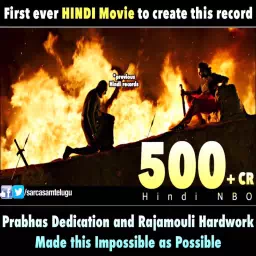 First ever HINDI Movie to create this record
previous
Hindi records
500+ CR
Hindi NBO
/sarcasamtelugu
Prabhas Dedication and Rajamouli Hardwork
Made this Impossible as Possible